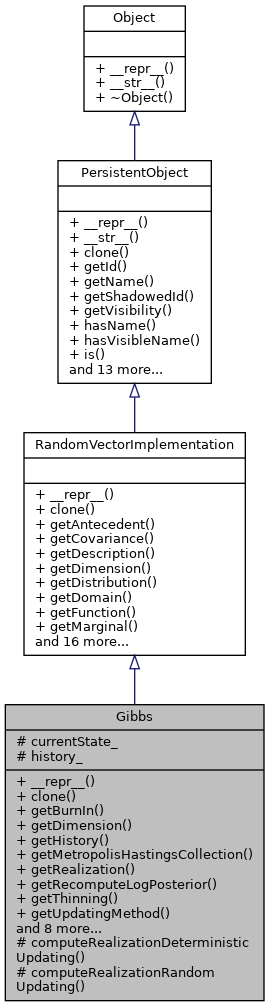 Object
+ __repr__()
+ __str__()
+ ~Object()
PersistentObject
+ __repr__()
+ __str__()
+ clone()
+ getId()
+ getName()
+ getShadowedId()
+ getVisibility()
+ hasName()
+ hasVisibleName()
+ is()
and 13 more...
RandomVectorImplementation
+ __repr__()
+ clone()
+ getAntecedent()
+ getCovariance()
+ getDescription()
+ getDimension()
+ getDistribution()
+ getDomain()
+ getFunction()
+ getMarginal()
and 16 more...
Gibbs
# currentState_
# history_
+ __repr__()
+ clone()
+ getBurnIn()
+ getDimension()
+ getHistory()
+ getMetropolisHastingsCollection()
+ getRealization()
+ getRecomputeLogPosterior()
+ getThinning()
+ getUpdatingMethod()
and 8 more...
# computeRealizationDeterministic
Updating()
# computeRealizationRandom
Updating()